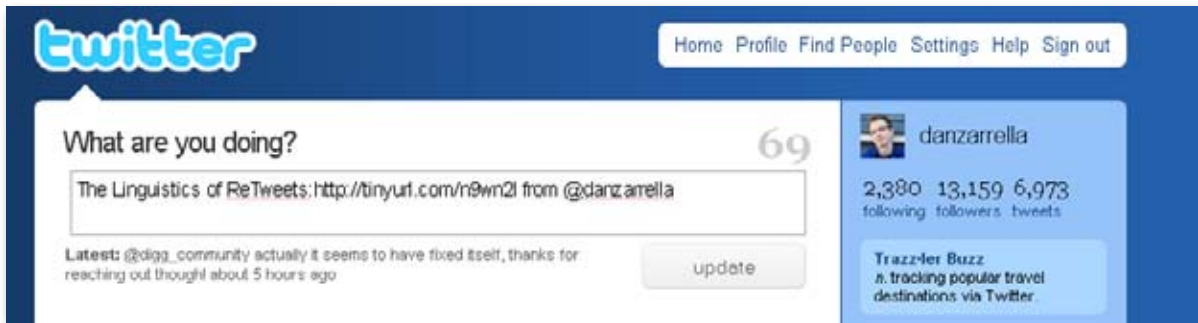 twitter
Home Profile Find People Settings Help Sign out
What are you doing?
69
The Linguistics of ReTweets:http://tinyurl.com/n9wn2l from @danzarrella
Latest: @digg_community actually it seems to have fixed itself, thanks for
reaching out though! about 5 hours ago
update
danzarrella
2,380 13,159 6,973
following followers tweets
Trazz·ler Buzz
n. tracking popular travel
destinations via Twitter.